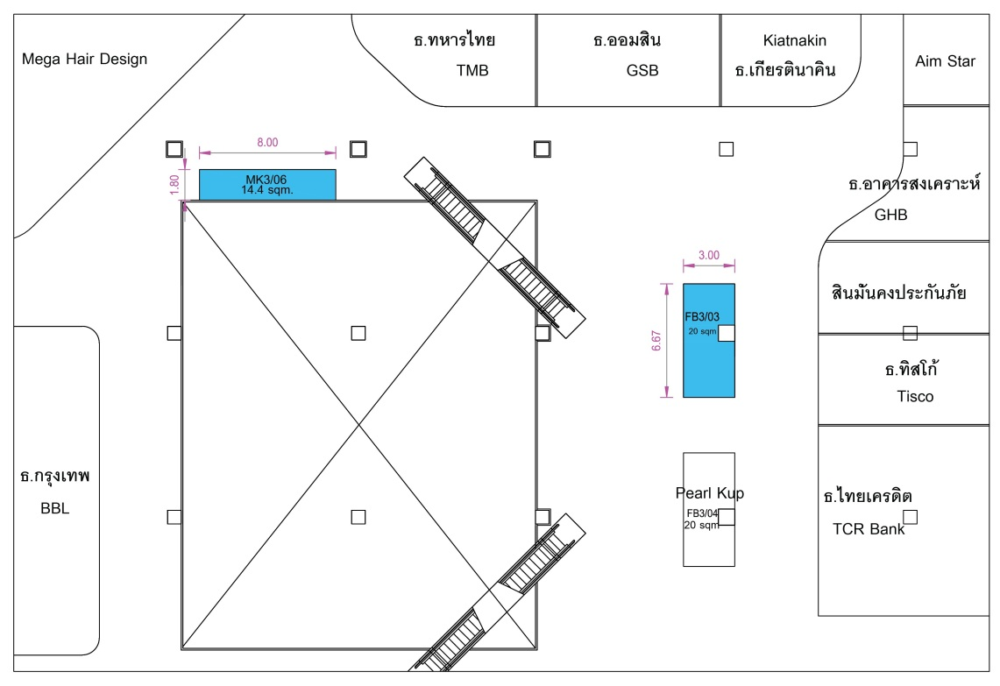 Mega Hair Design
ธ.ทหารไทย
TMB
ธ.ออมสิน
GSB
Kiatnakin
ธ.เกียรตินาคิน
Aim Star
8.00
1.80
MK3/06
14.4 sqm.
ธ.อาคารสงเคราะห์
GHB
3.00
6.67
FB3/03
20 sqm
สินมั่นคงประกันภัย
ธ.ทิสโก้
Tisco
ธ.กรุงเทพ
BBL
Pearl Kup
FB3/04
20 sqm
ธ.ไทยเครดิต
TCR Bank